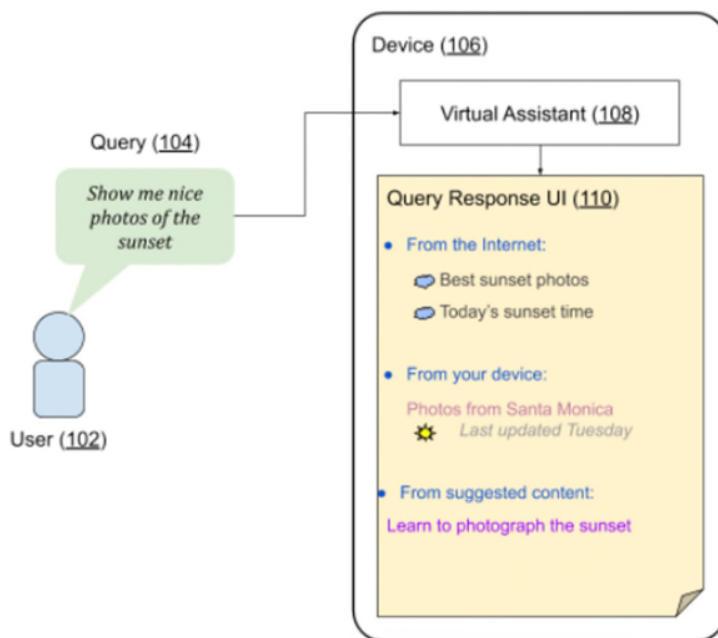 Device (106)
Virtual Assistant (108)
Query (104)
Show me nice
photos of the
sunset
User (102)
Query Response UI (110)
From the Internet:
Best sunset photos
Today's sunset time
From your device:
Photos from Santa Monica
Last updated Tuesday
From suggested content:
Learn to photograph the sunset